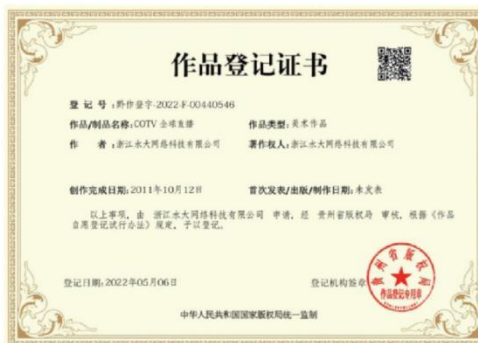 作品登记证书
登 记 号：黔作登字-2022-F-00440546
作品/制品名称：COTV 全球直播 作品类型：美术作品
作 者：浙江水大网络科技有限公司 著作权人：浙江水大网络科技有限公司
创作完成日期：2011年10月12日 首次发表/出版/制作日期：未发表
以上事项，由 浙江水大网络科技有限公司 申请，经 贵州省版权局 审核，根据《作品
自愿登记试行办法》规定，予以登记。
登记日期：2022年05月06日 登记机构签章
贵州省版权局
作品登记专用章
中华人民共和国国家版权局统一监制